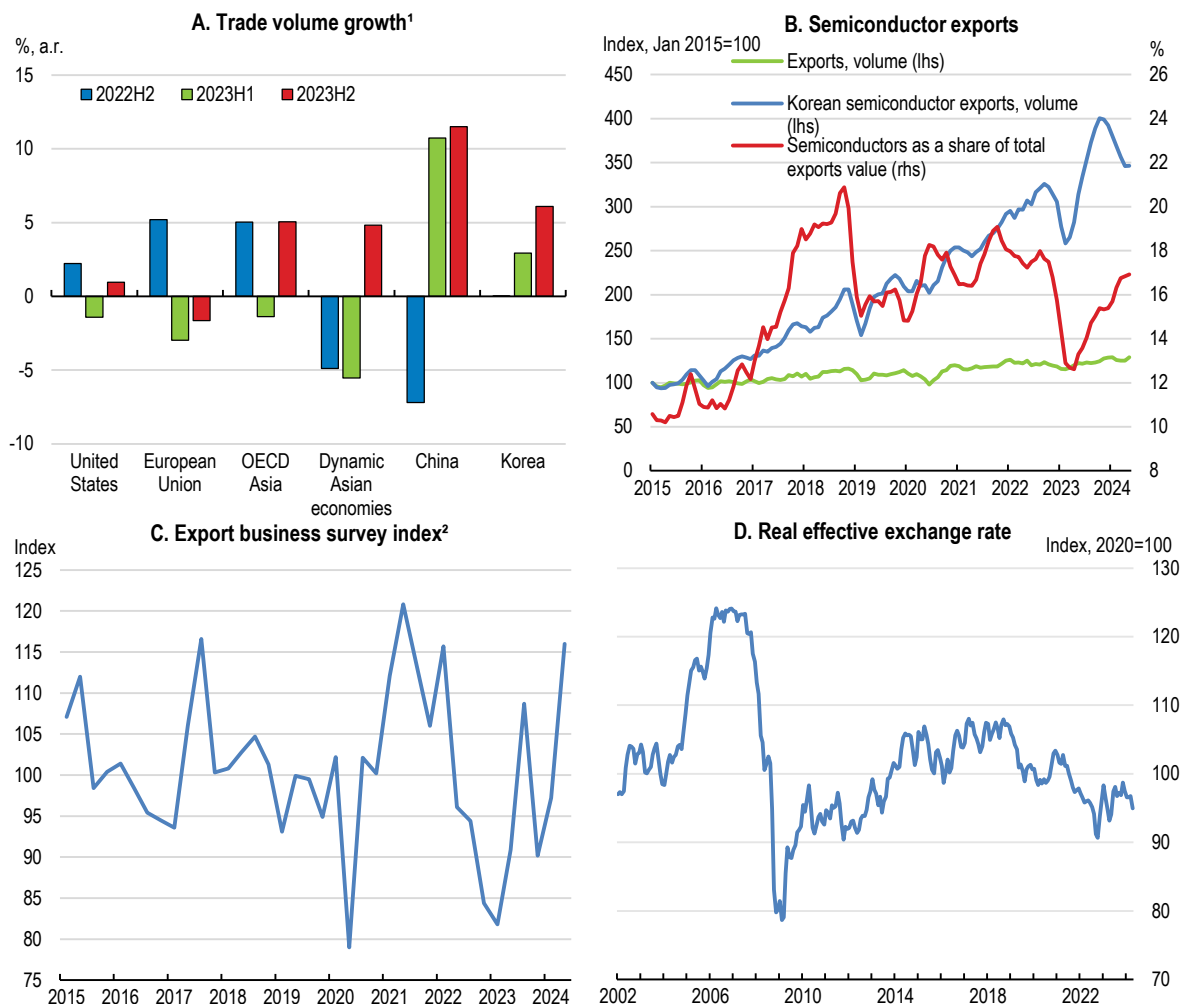 A. Trade volume growth¹
%, a.r.
15
10
5
0
-5
-10
2022H2
2023H1
2023H2
United States
European Union
OECD Asia
Dynamic Asian economies
China
Korea
B. Semiconductor exports
Index, Jan 2015=100
%
Exports, volume (lhs)
Korean semiconductor exports, volume
(lhs)
Semiconductors as a share of total
exports value (rhs)
450
400
350
300
250
200
150
100
50
0
26
24
22
20
18
16
14
12
10
8
2015 2016 2017 2018 2019 2020 2021 2022 2023 2024
C. Export business survey index²
Index
125
120
115
110
105
100
95
90
85
80
75
2015 2016 2017 2018 2019 2020 2021 2022 2023 2024
D. Real effective exchange rate
Index, 2020=100
130
120
110
100
90
80
70
2002 2006 2010 2014 2018 2022